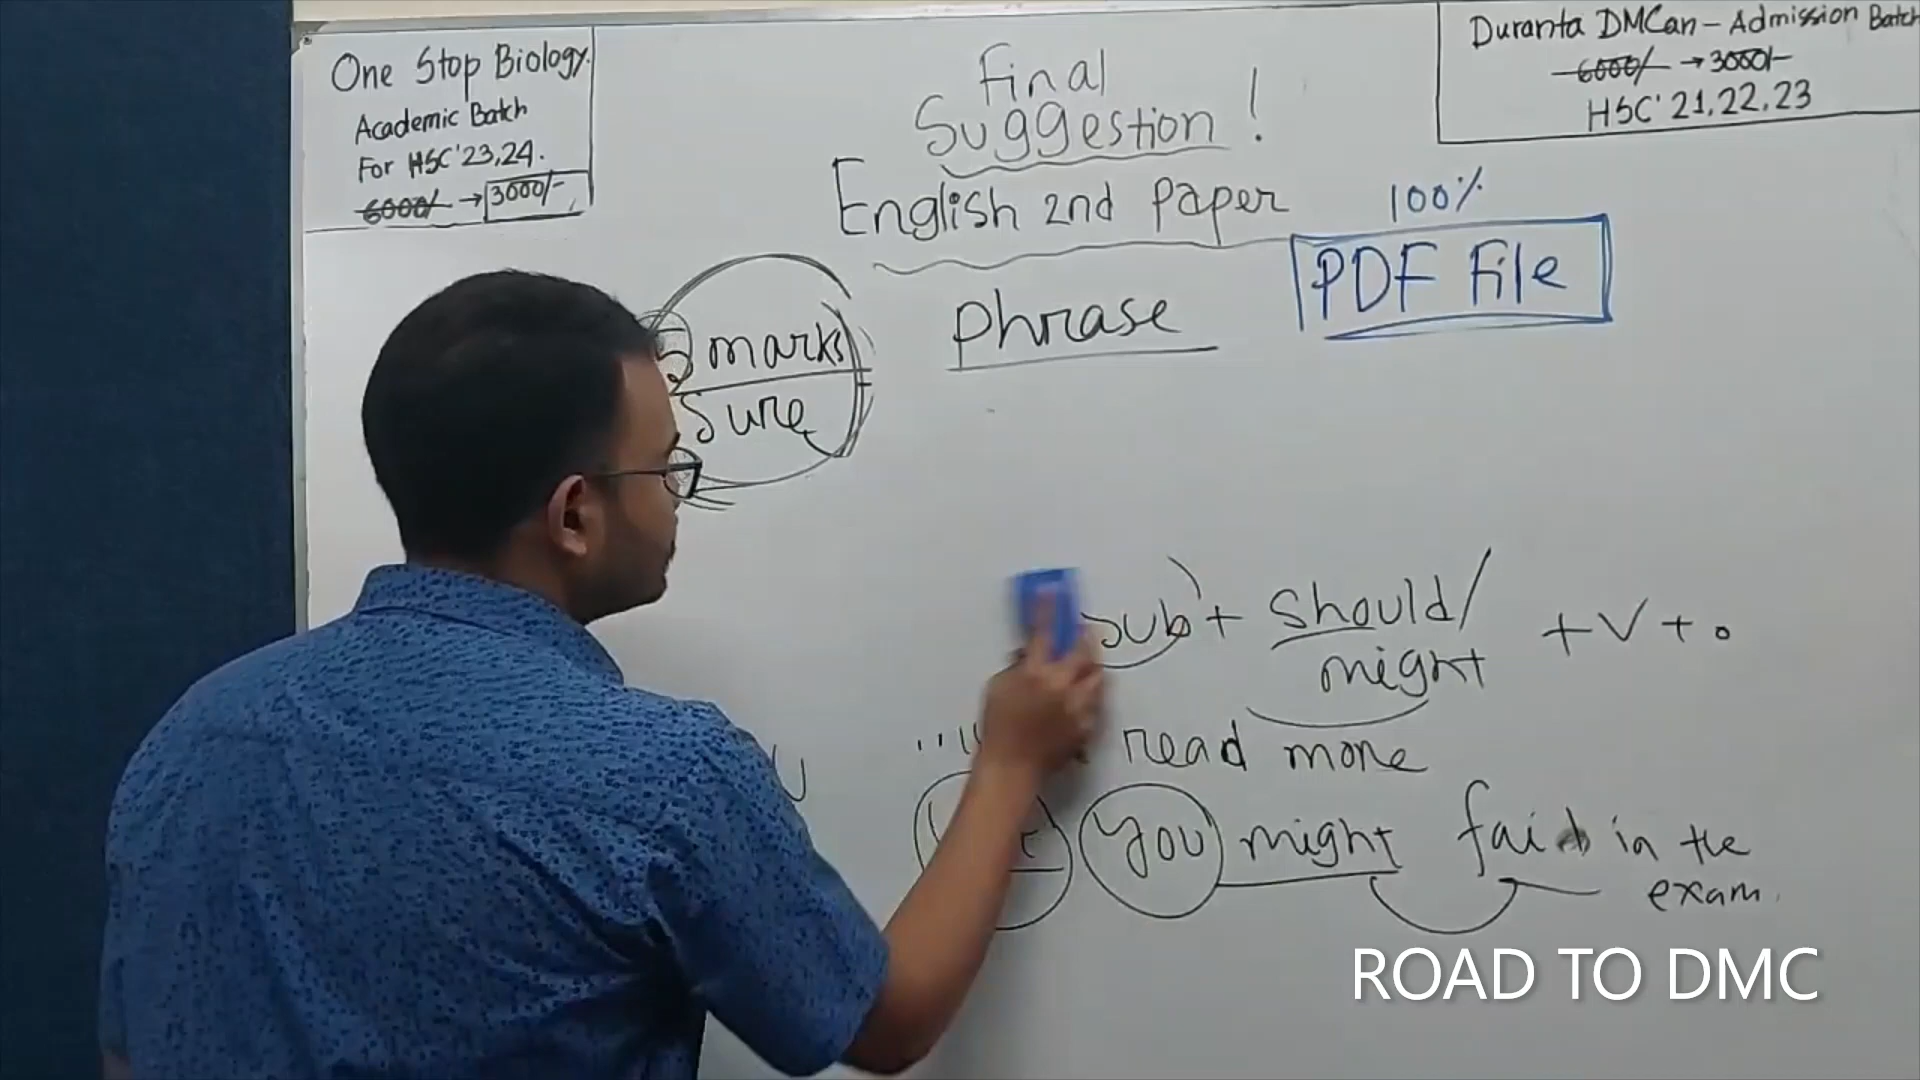 One Stop Biology.
Academic Batch
For HSC'23,24.
6000/- → 3000/-
Final
Suggestion !
English 2nd Paper
Phrase
Duranta DMCan - Admission Batch
6000/- → 3000/-
HSC'21,22,23
100%
PDF File
5 marks
Sure
Sub + should/
might
+ V + o
read more
You might fail in the
exam.
ROAD TO DMC